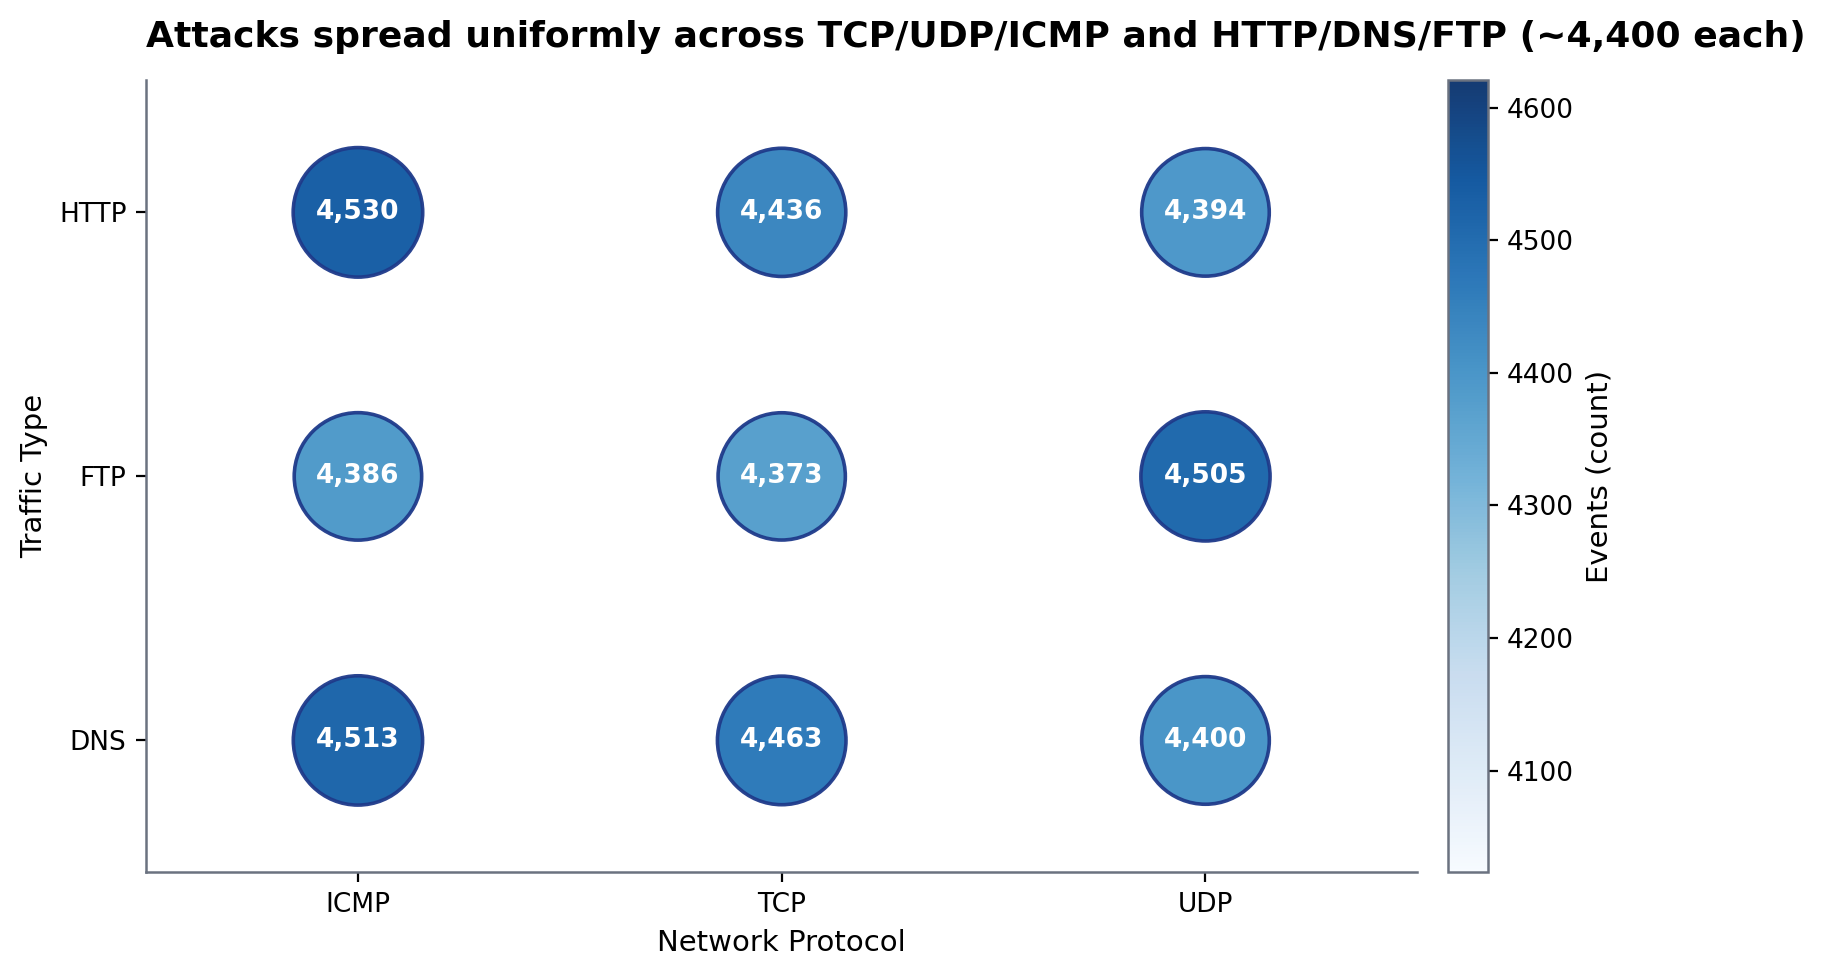 Attacks spread uniformly across TCP/UDP/ICMP and HTTP/DNS/FTP (~4,400 each)
Traffic Type
HTTP
FTP
DNS
4,530
4,436
4,394
4,386
4,373
4,505
4,513
4,463
4,400
ICMP
TCP
UDP
Network Protocol
4600
4500
4400
4300
4200
4100
Events (count)